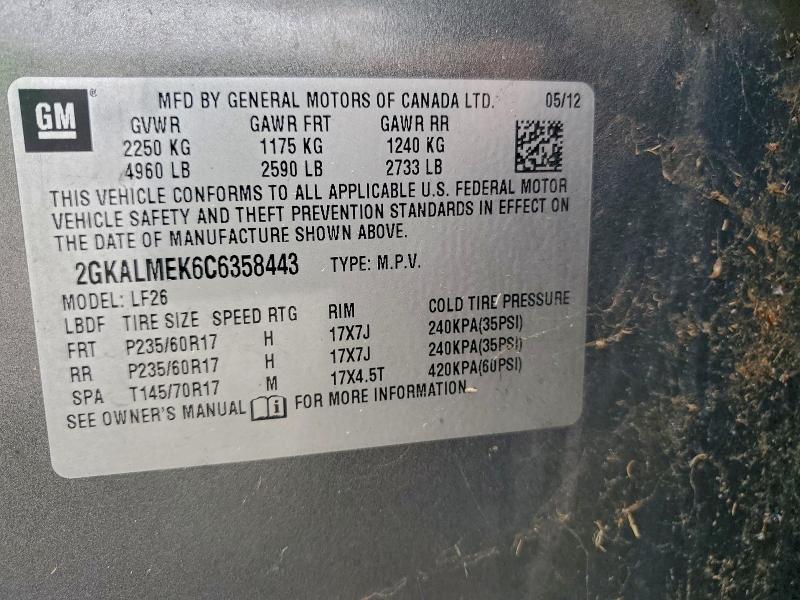 GM ® MFD BY GENERAL MOTORS OF CANADA LTD. 05/12
GVWR GAWR FRT GAWR RR
2250 KG 1175 KG 1240 KG
4960 LB 2590 LB 2733 LB
THIS VEHICLE CONFORMS TO ALL APPLICABLE U.S. FEDERAL MOTOR
VEHICLE SAFETY AND THEFT PREVENTION STANDARDS IN EFFECT ON
THE DATE OF MANUFACTURE SHOWN ABOVE.
2GKALMEK6C6358443 TYPE: M.P.V.
MODEL: LF26
LBDF TIRE SIZE SPEED RTG RIM COLD TIRE PRESSURE
FRT P235/60R17 H 17X7J 240KPA(35PSI)
RR P235/60R17 H 17X7J 240KPA(35PSI)
SPA T145/70R17 M 17X4.5T 420KPA(60PSI)
SEE OWNER'S MANUAL i FOR MORE INFORMATION